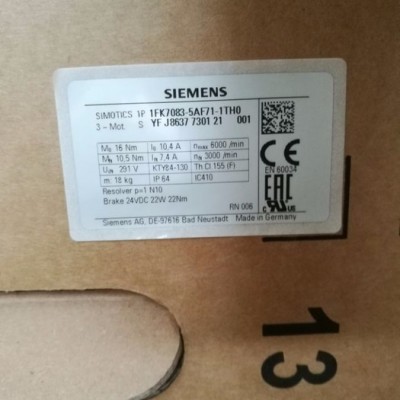 SIEMENS
SIMOTICS 1P 1FK7083-5AF71-1TH0
3 ~ Mot. S YF J8637 7301 21 001
M₀ 16 Nm I₀ 10,4 A nmax 6000 /min
MN 10,5 Nm IN 7,4 A nN 3000 /min
UIN 291 V KTY84-130 Th Cl 155 (F)
m: 18 kg IP 64 IC410
Resolver p=1 N10
Brake 24VDC 22W 22Nm
CE
EN 60034
EAC
RN 006
Siemens AG, DE-97616 Bad Neustadt Made in Germany
13